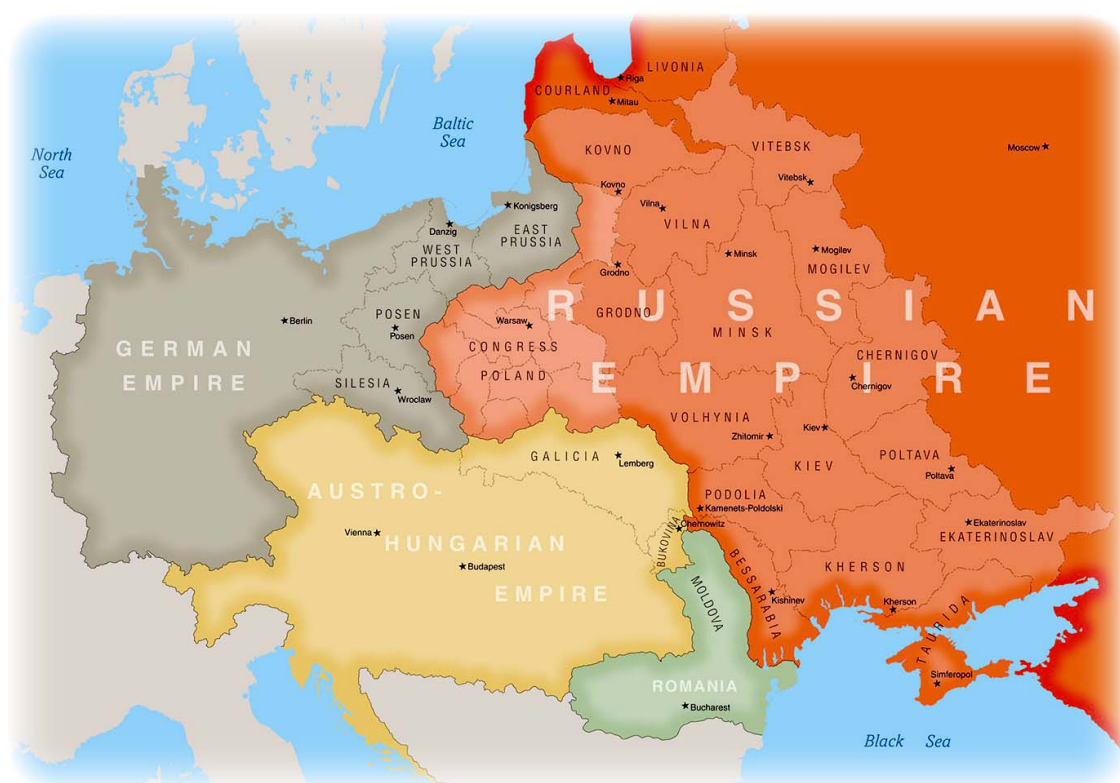 LIVONIA
Riga
COURLAND
Mitau
North
Sea
Baltic
Sea
KOVNO
VITEBSK
Moscow
Kovno
Vitebsk
Vilna
VILNA
Konigsberg
Danzig
EAST
PRUSSIA
WEST
PRUSSIA
Minsk
Mogilev
MOGILEV
Grodno
RUSSIAN
EMPIRE
GRODNO
MINSK
Berlin
POSEN
Posen
Warsaw
CONGRESS
POLAND
GERMAN
EMPIRE
SILESIA
Wroclaw
CHERNIGOV
Chernigov
VOLHYNIA
Zhitomir
Kiev
KIEV
POLTAVA
Poltava
GALICIA
Lemberg
AUSTRO-
HUNGARIAN
EMPIRE
Vienna
Budapest
PODOLIA
Kamenets-Poldolski
Chernowitz
BUKOVINA
Ekaterinoslav
EKATERINOSLAV
KHERSON
Kherson
BESSARABIA
Kishinev
MOLDOVA
TAURIDA
Simferopol
ROMANIA
Bucharest
Black Sea